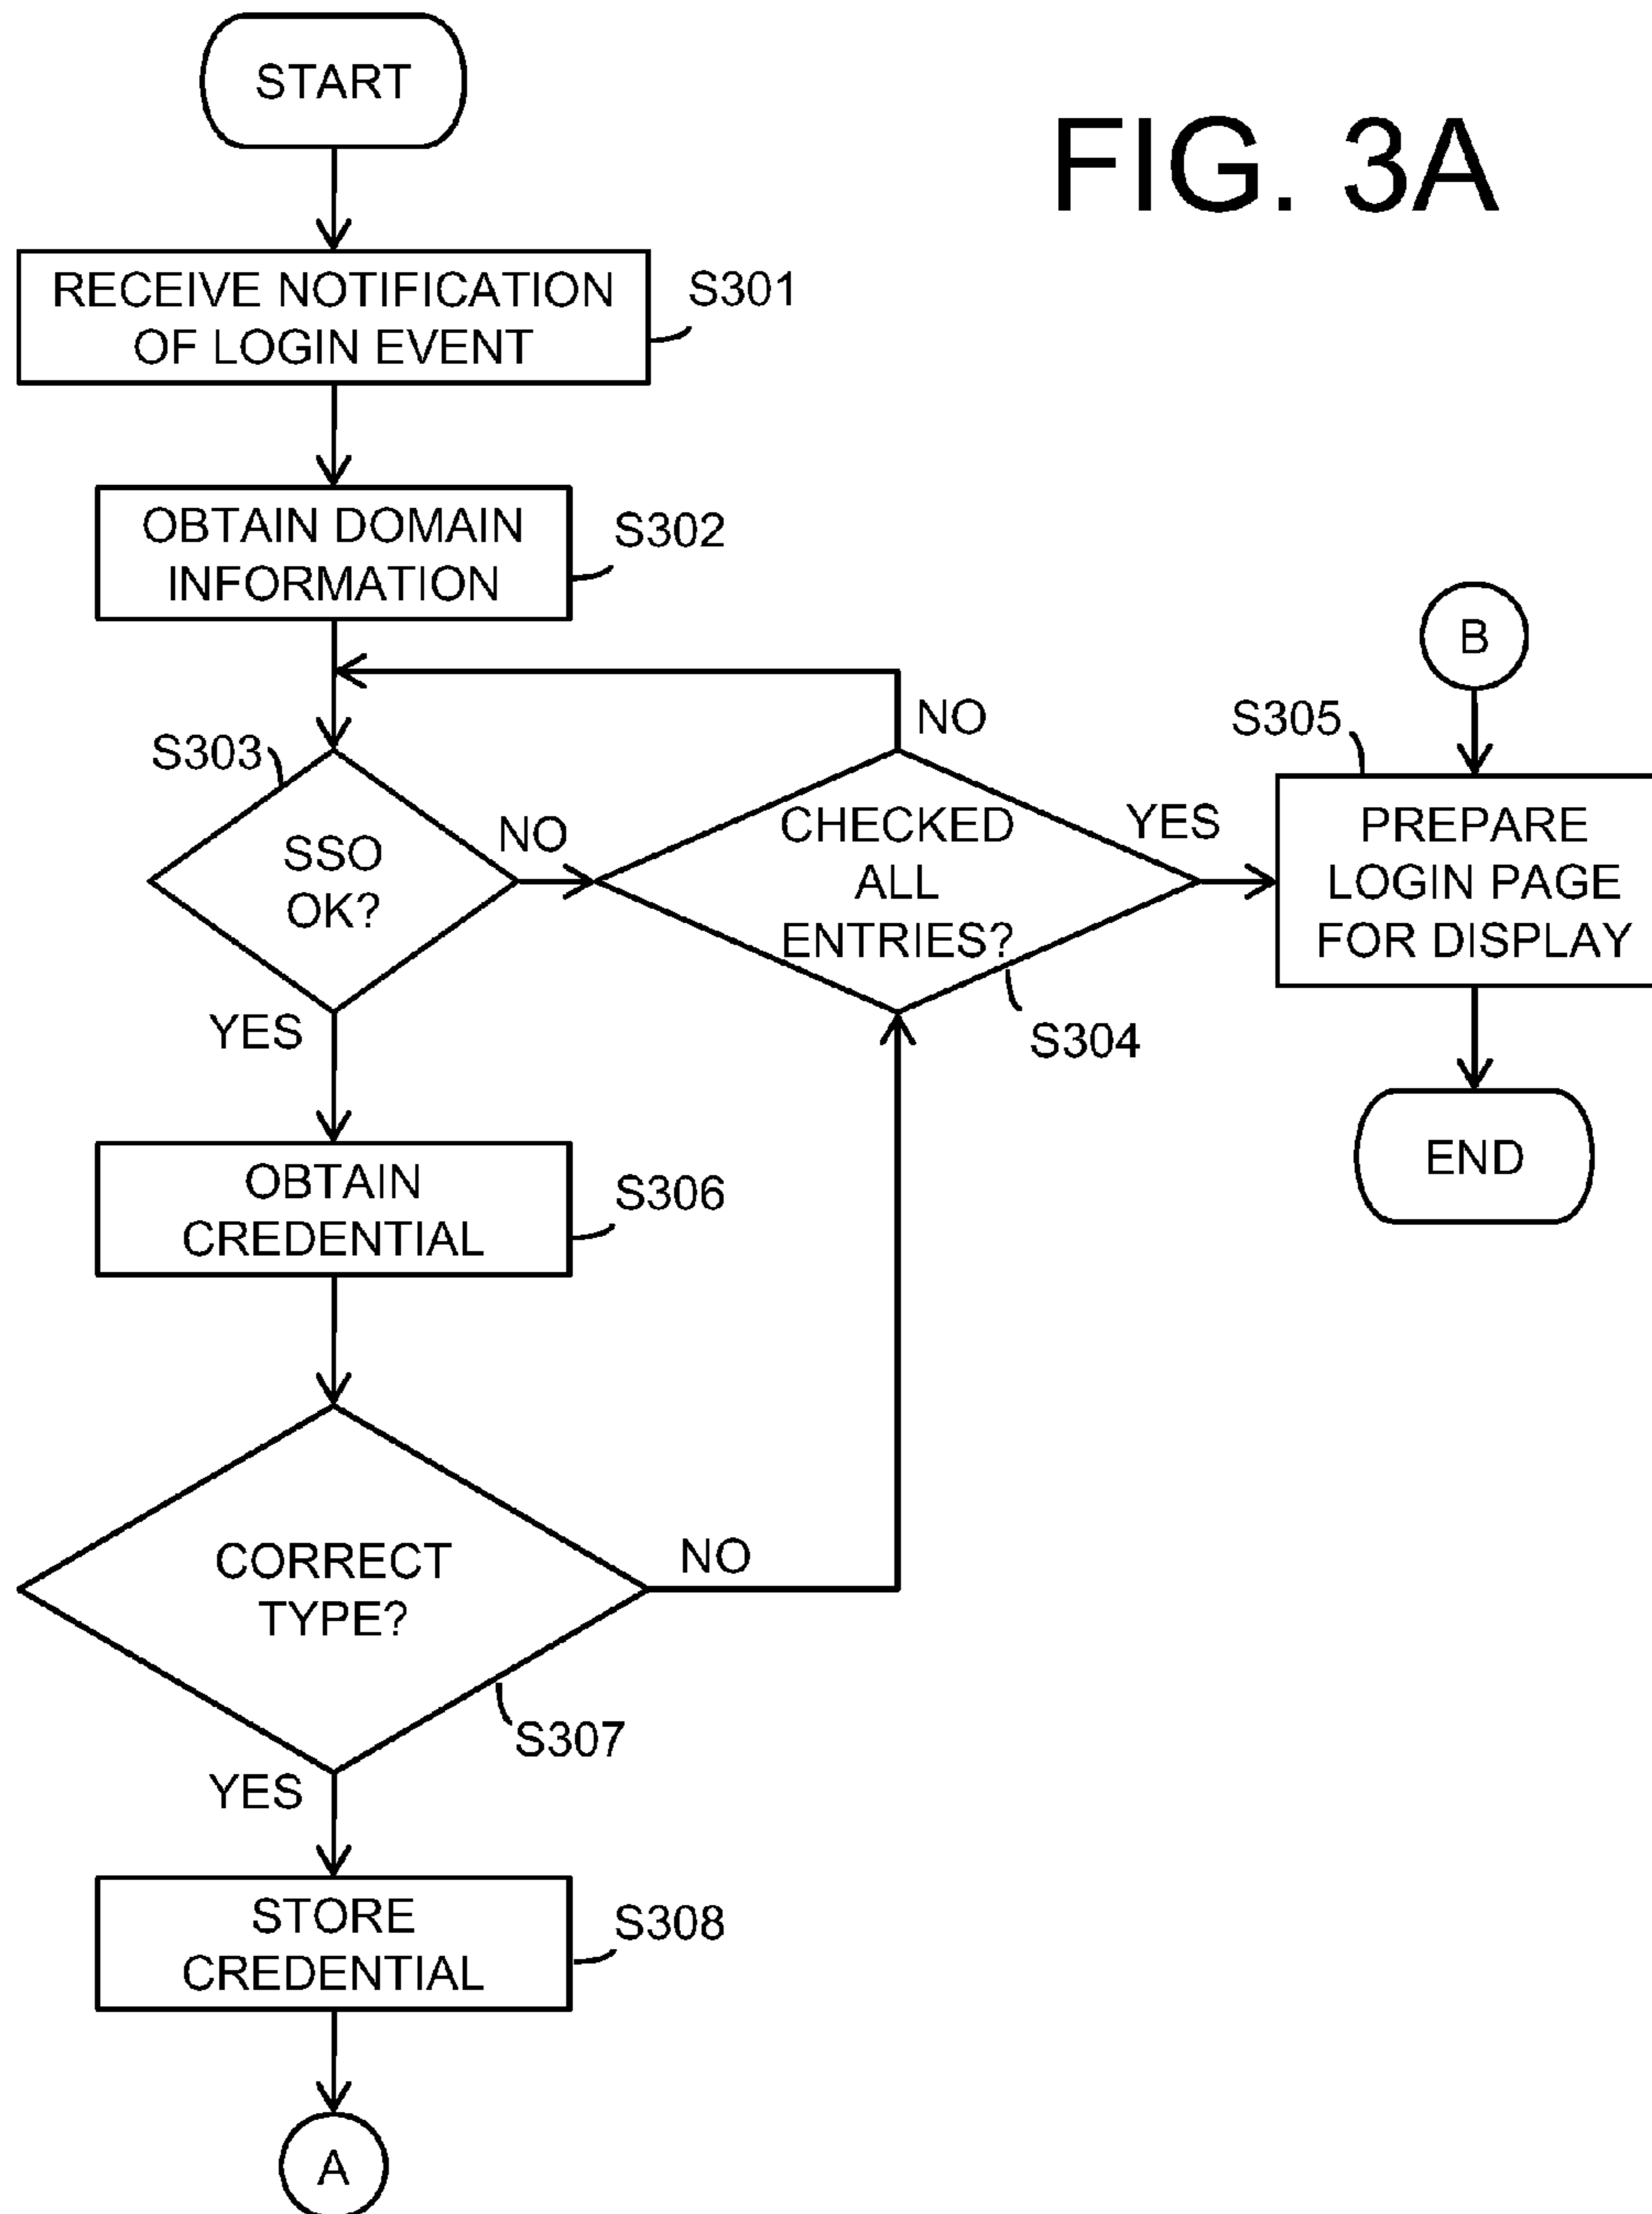 START
FIG. 3A
RECEIVE NOTIFICATION
OF LOGIN EVENT
S301
OBTAIN DOMAIN
INFORMATION
S302
B
S303
NO
S305
SSO
OK?
NO
CHECKED
ALL
ENTRIES?
YES
PREPARE
LOGIN PAGE
FOR DISPLAY
YES
S304
END
OBTAIN
CREDENTIAL
S306
CORRECT
TYPE?
NO
S307
YES
STORE
CREDENTIAL
S308
A